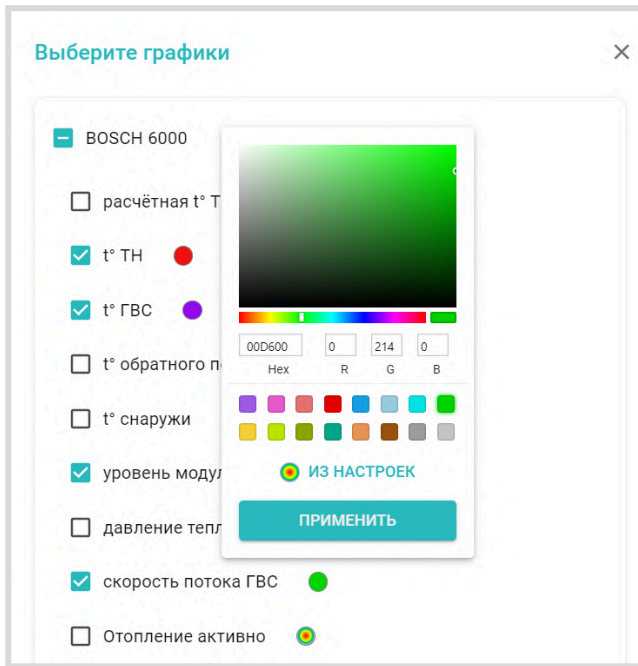 Выберите графики
BOSCH 6000
расчётная t° Т
t° ТН
t° ГВС
t° обратного п
t° снаружи
уровень модул
давление тепл
скорость потока ГВС
Отопление активно
00D600 0 214 0
Hex R G B
ИЗ НАСТРОЕК
ПРИМЕНИТЬ